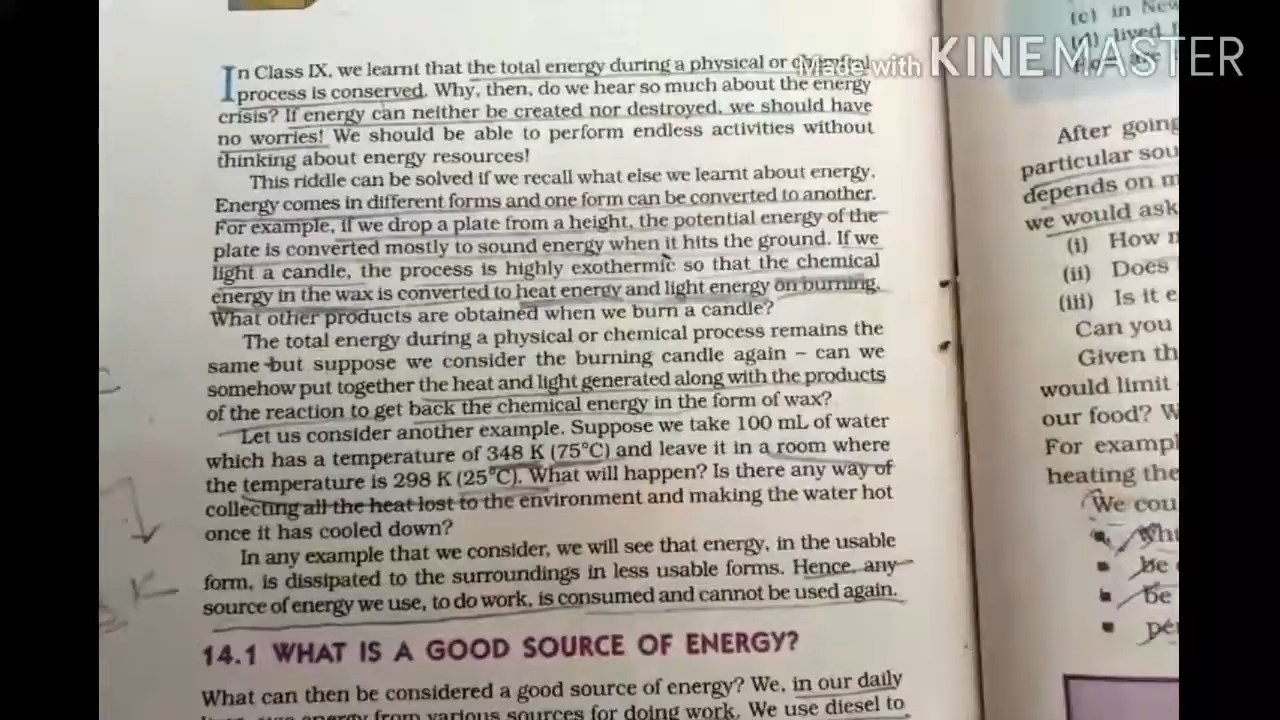 In Class IX, we learnt that the total energy during a physical or chemical
process is conserved. Why, then, do we hear so much about the energy
crisis? If energy can neither be created nor destroyed, we should have
no worries! We should be able to perform endless activities without
thinking about energy resources!
This riddle can be solved if we recall what else we learnt about energy.
Energy comes in different forms and one form can be converted to another.
For example, if we drop a plate from a height, the potential energy of the
plate is converted mostly to sound energy when it hits the ground. If we
light a candle, the process is highly exothermic so that the chemical
energy in the wax is converted to heat energy and light energy on burning.
What other products are obtained when we burn a candle?
The total energy during a physical or chemical process remains the
same but suppose we consider the burning candle again – can we
somehow put together the heat and light generated along with the products
of the reaction to get back the chemical energy in the form of wax?
Let us consider another example. Suppose we take 100 mL of water
which has a temperature of 348 K (75°C) and leave it in a room where
the temperature is 298 K (25°C). What will happen? Is there any way of
collecting all the heat lost to the environment and making the water hot
once it has cooled down?
In any example that we consider, we will see that energy, in the usable
form, is dissipated to the surroundings in less usable forms. Hence, any
source of energy we use, to do work, is consumed and cannot be used again.
14.1 WHAT IS A GOOD SOURCE OF ENERGY?
What can then be considered a good source of energy? We, in our daily
energy from various sources for doing work. We use diesel to
Made with KINEMASTER
(c) in New
(d) lived
After going
particular sou
depends on m
we would ask
(i) How
(ii) Does
(iii) Is it e
Can you
Given th
would limit
our food? W
For exampl
heating the
We cou
be
be